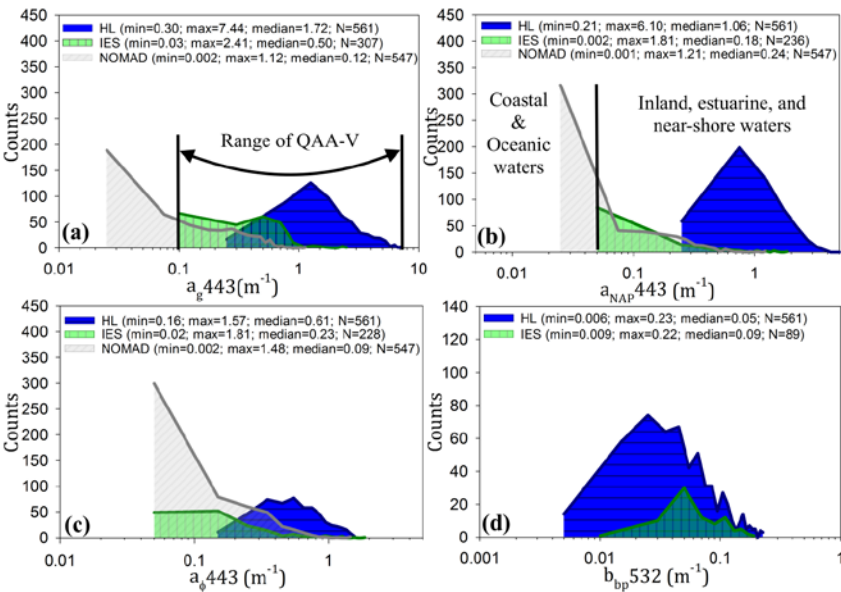 450
400
350
300
250
200
150
100
50
0
Counts
HL (min=0.30; max=7.44; median=1.72; N=561)
IES (min=0.03; max=2.41; median=0.50; N=307)
NOMAD (min=0.002; max=1.12; median=0.12; N=547)
Range of QAA-V
(a)
0.01 0.1 1 10
a_g443(m⁻¹)
450
400
350
300
250
200
150
100
50
0
Counts
HL (min=0.21; max=6.10; median=1.06; N=561)
IES (min=0.002; max=1.81; median=0.18; N=236)
NOMAD (min=0.001; max=1.21; median=0.24; N=547)
Coastal
&
Oceanic
waters
Inland, estuarine, and
near-shore waters
(b)
0.01 0.1 1
a_NAP443 (m⁻¹)
450
400
350
300
250
200
150
100
50
0
Counts
HL (min=0.16; max=1.57; median=0.61; N=561)
IES (min=0.02; max=1.81; median=0.23; N=228)
NOMAD (min=0.002; max=1.48; median=0.09; N=547)
(c)
0.01 0.1 1
a_ϕ443 (m⁻¹)
140
120
100
80
60
40
20
0
Counts
HL (min=0.006; max=0.23; median=0.05; N=561)
IES (min=0.009; max=0.22; median=0.09; N=89)
(d)
0.001 0.01 0.1 1
b_bp532 (m⁻¹)